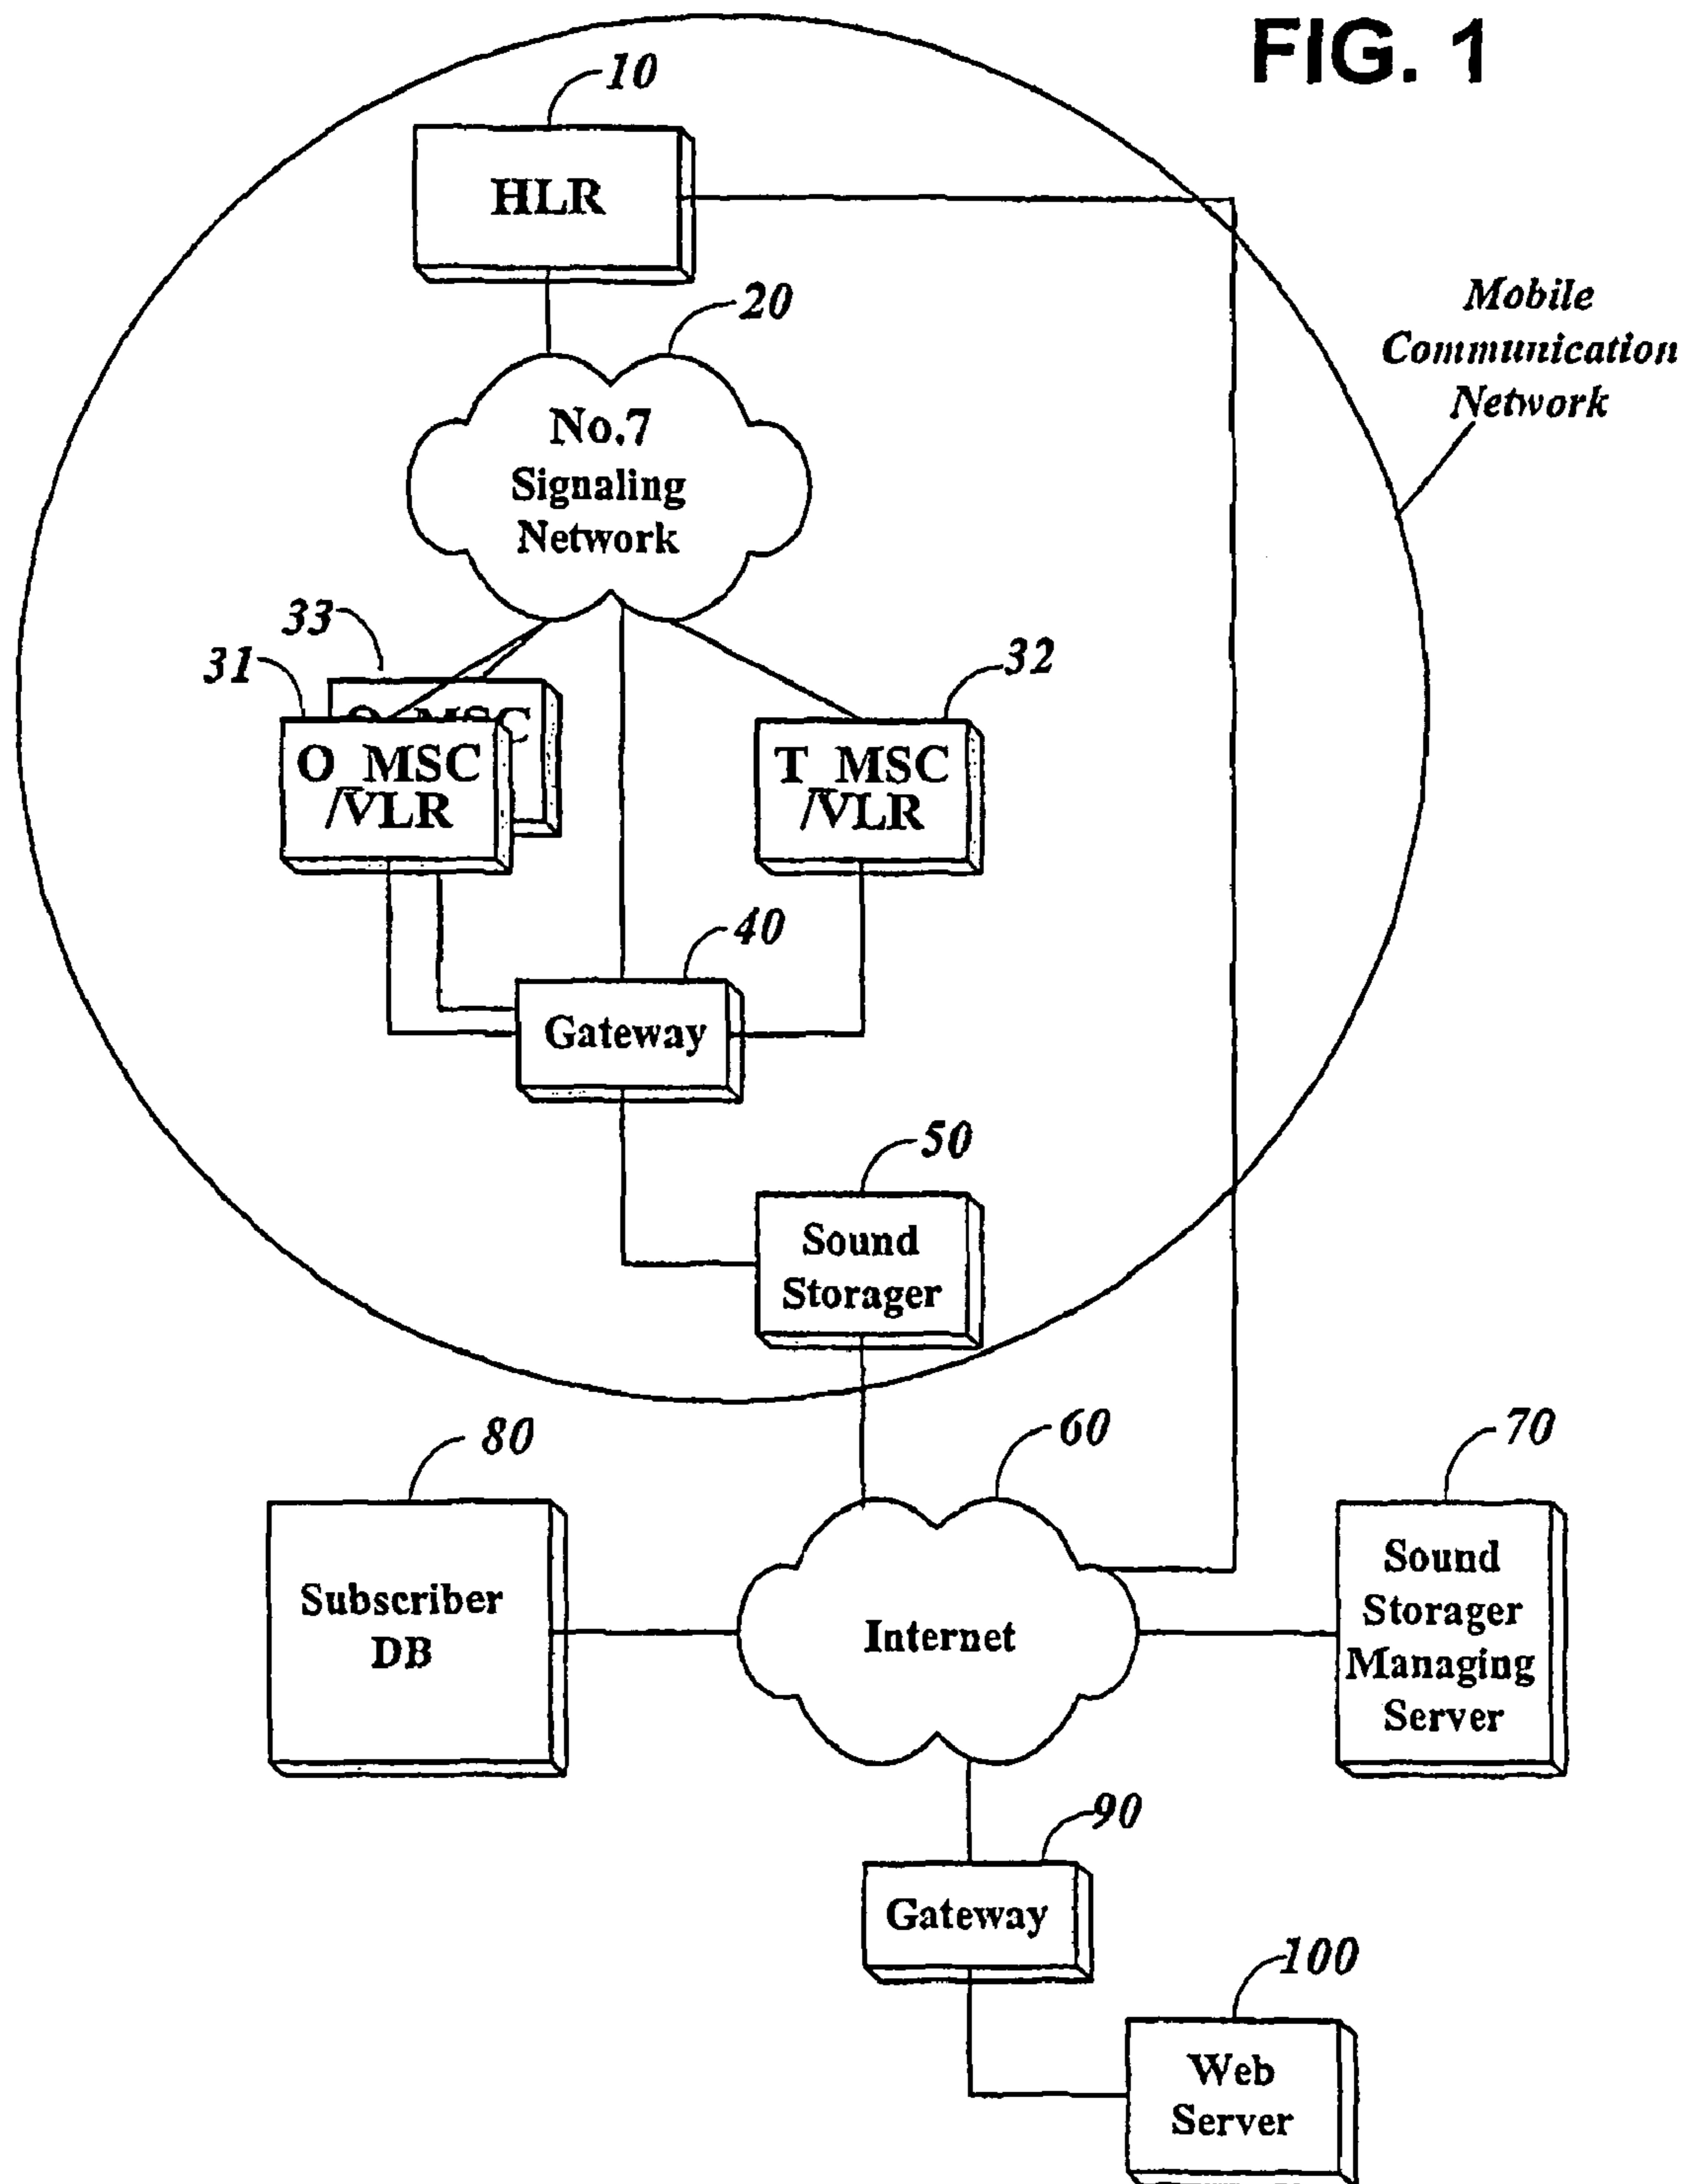 FIG. 1
10
HLR
Mobile
Communication
Network
20
No.7
Signaling
Network
33
31
32
O_MSC
O_MSC
/VLR
T_MSC
/VLR
40
Gateway
50
Sound
Storager
80
60
70
Subscriber
DB
Internet
Sound
Storager
Managing
Server
90
Gateway
100
Web
Server